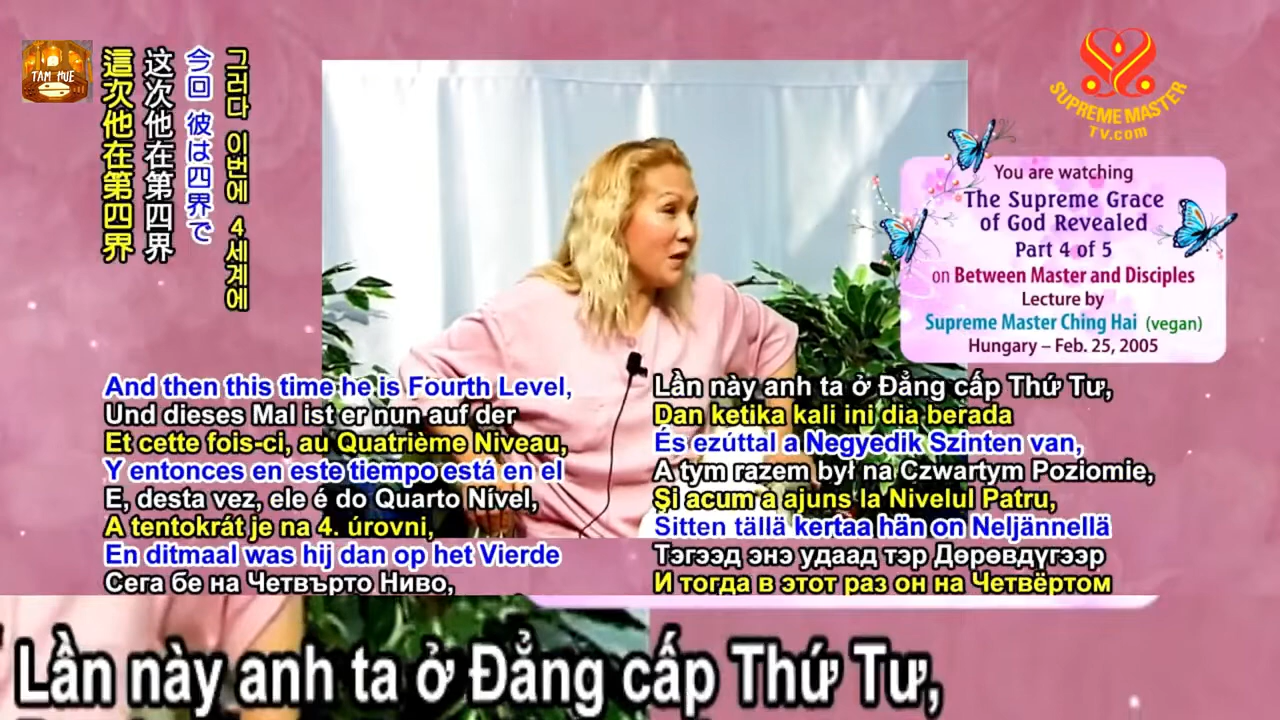 TAM HUE
這次他在第四界
这次他在第四界
今回 彼は四界で
그러다 이번에 4세계에
SUPREME MASTER
TV.com
You are watching
The Supreme Grace
of God Revealed
Part 4 of 5
on Between Master and Disciples
Lecture by
Supreme Master Ching Hai (vegan)
Hungary – Feb. 25, 2005
And then this time he is Fourth Level,
Und dieses Mal ist er nun auf der
Et cette fois-ci, au Quatrième Niveau,
Y entonces en este tiempo está en el
E, desta vez, ele é do Quarto Nível,
A tentokrát je na 4. úrovni,
En ditmaal was hij dan op het Vierde
Сега бе на Четвърто Ниво,
Lần này anh ta ở Đẳng cấp Thứ Tư,
Dan ketika kali ini dia berada
És ezúttal a Negyedik Szinten van,
A tym razem był na Czwartym Poziomie,
Şi acum a ajuns la Nivelul Patru,
Sitten tällä kertaa hän on Neljännellä
Тэгээд энэ удаад тэр Дөрөвдүгээр
И тогда в этот раз он на Четвёртом
Lần này anh ta ở Đẳng cấp Thứ Tư,